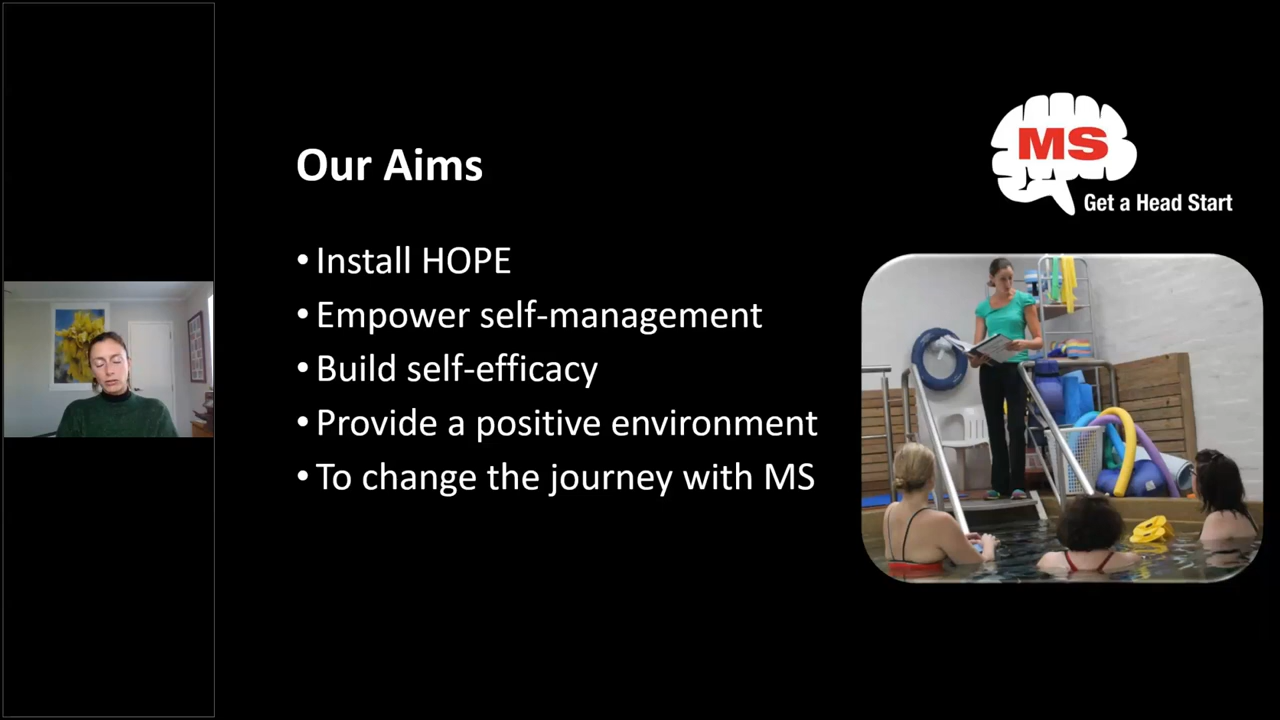 Our Aims
• Install HOPE
• Empower self-management
• Build self-efficacy
• Provide a positive environment
• To change the journey with MS
MS
Get a Head Start